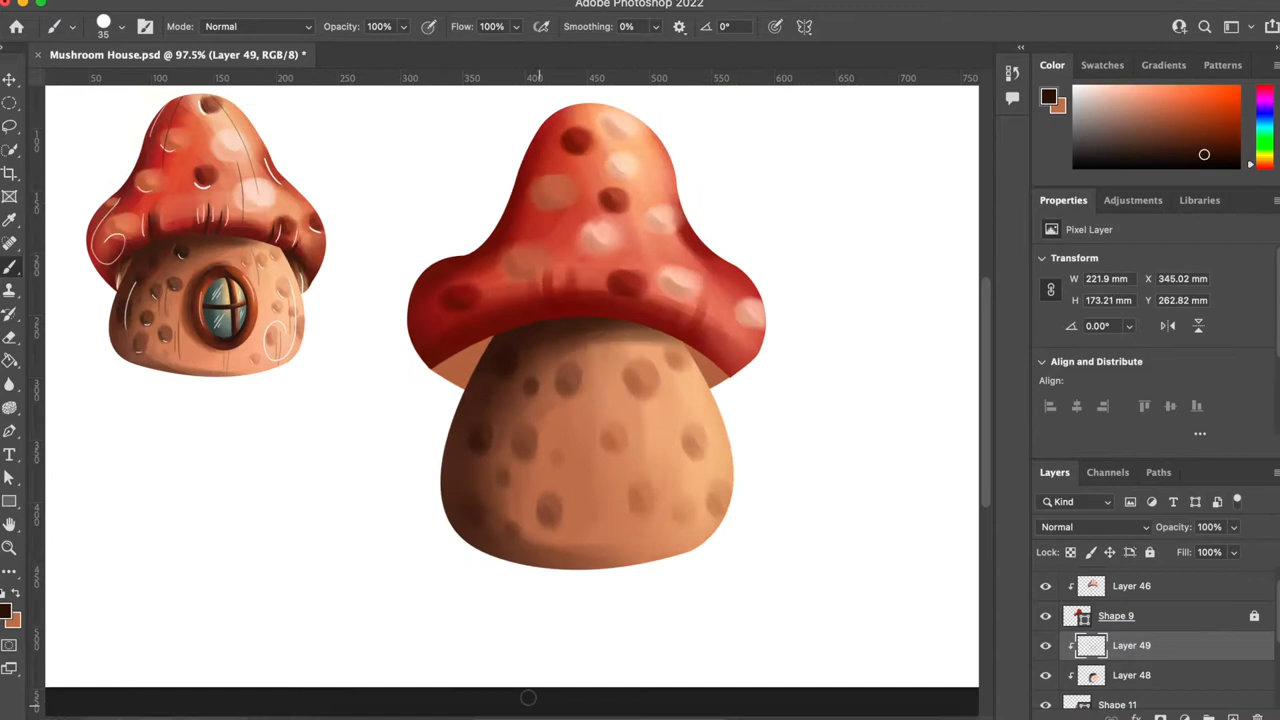 Adobe Photoshop 2022
35 Mode: Normal Opacity: 100% Flow: 100% Smoothing: 0% 0°
× Mushroom House.psd @ 97.5% (Layer 49, RGB/8) *
50 100 150 200 250 300 350 400 450 500 550 600 650 700 750
Color Swatches Gradients Patterns
Properties Adjustments Libraries
Pixel Layer
Transform
W 221.9 mm X 345.02 mm
H 173.21 mm Y 262.82 mm
0.00°
Align and Distribute
Align:
Layers Channels Paths
Kind
Normal Opacity: 100%
Lock: Fill: 100%
Layer 46
Shape 9
Layer 49
Layer 48
Shape 11